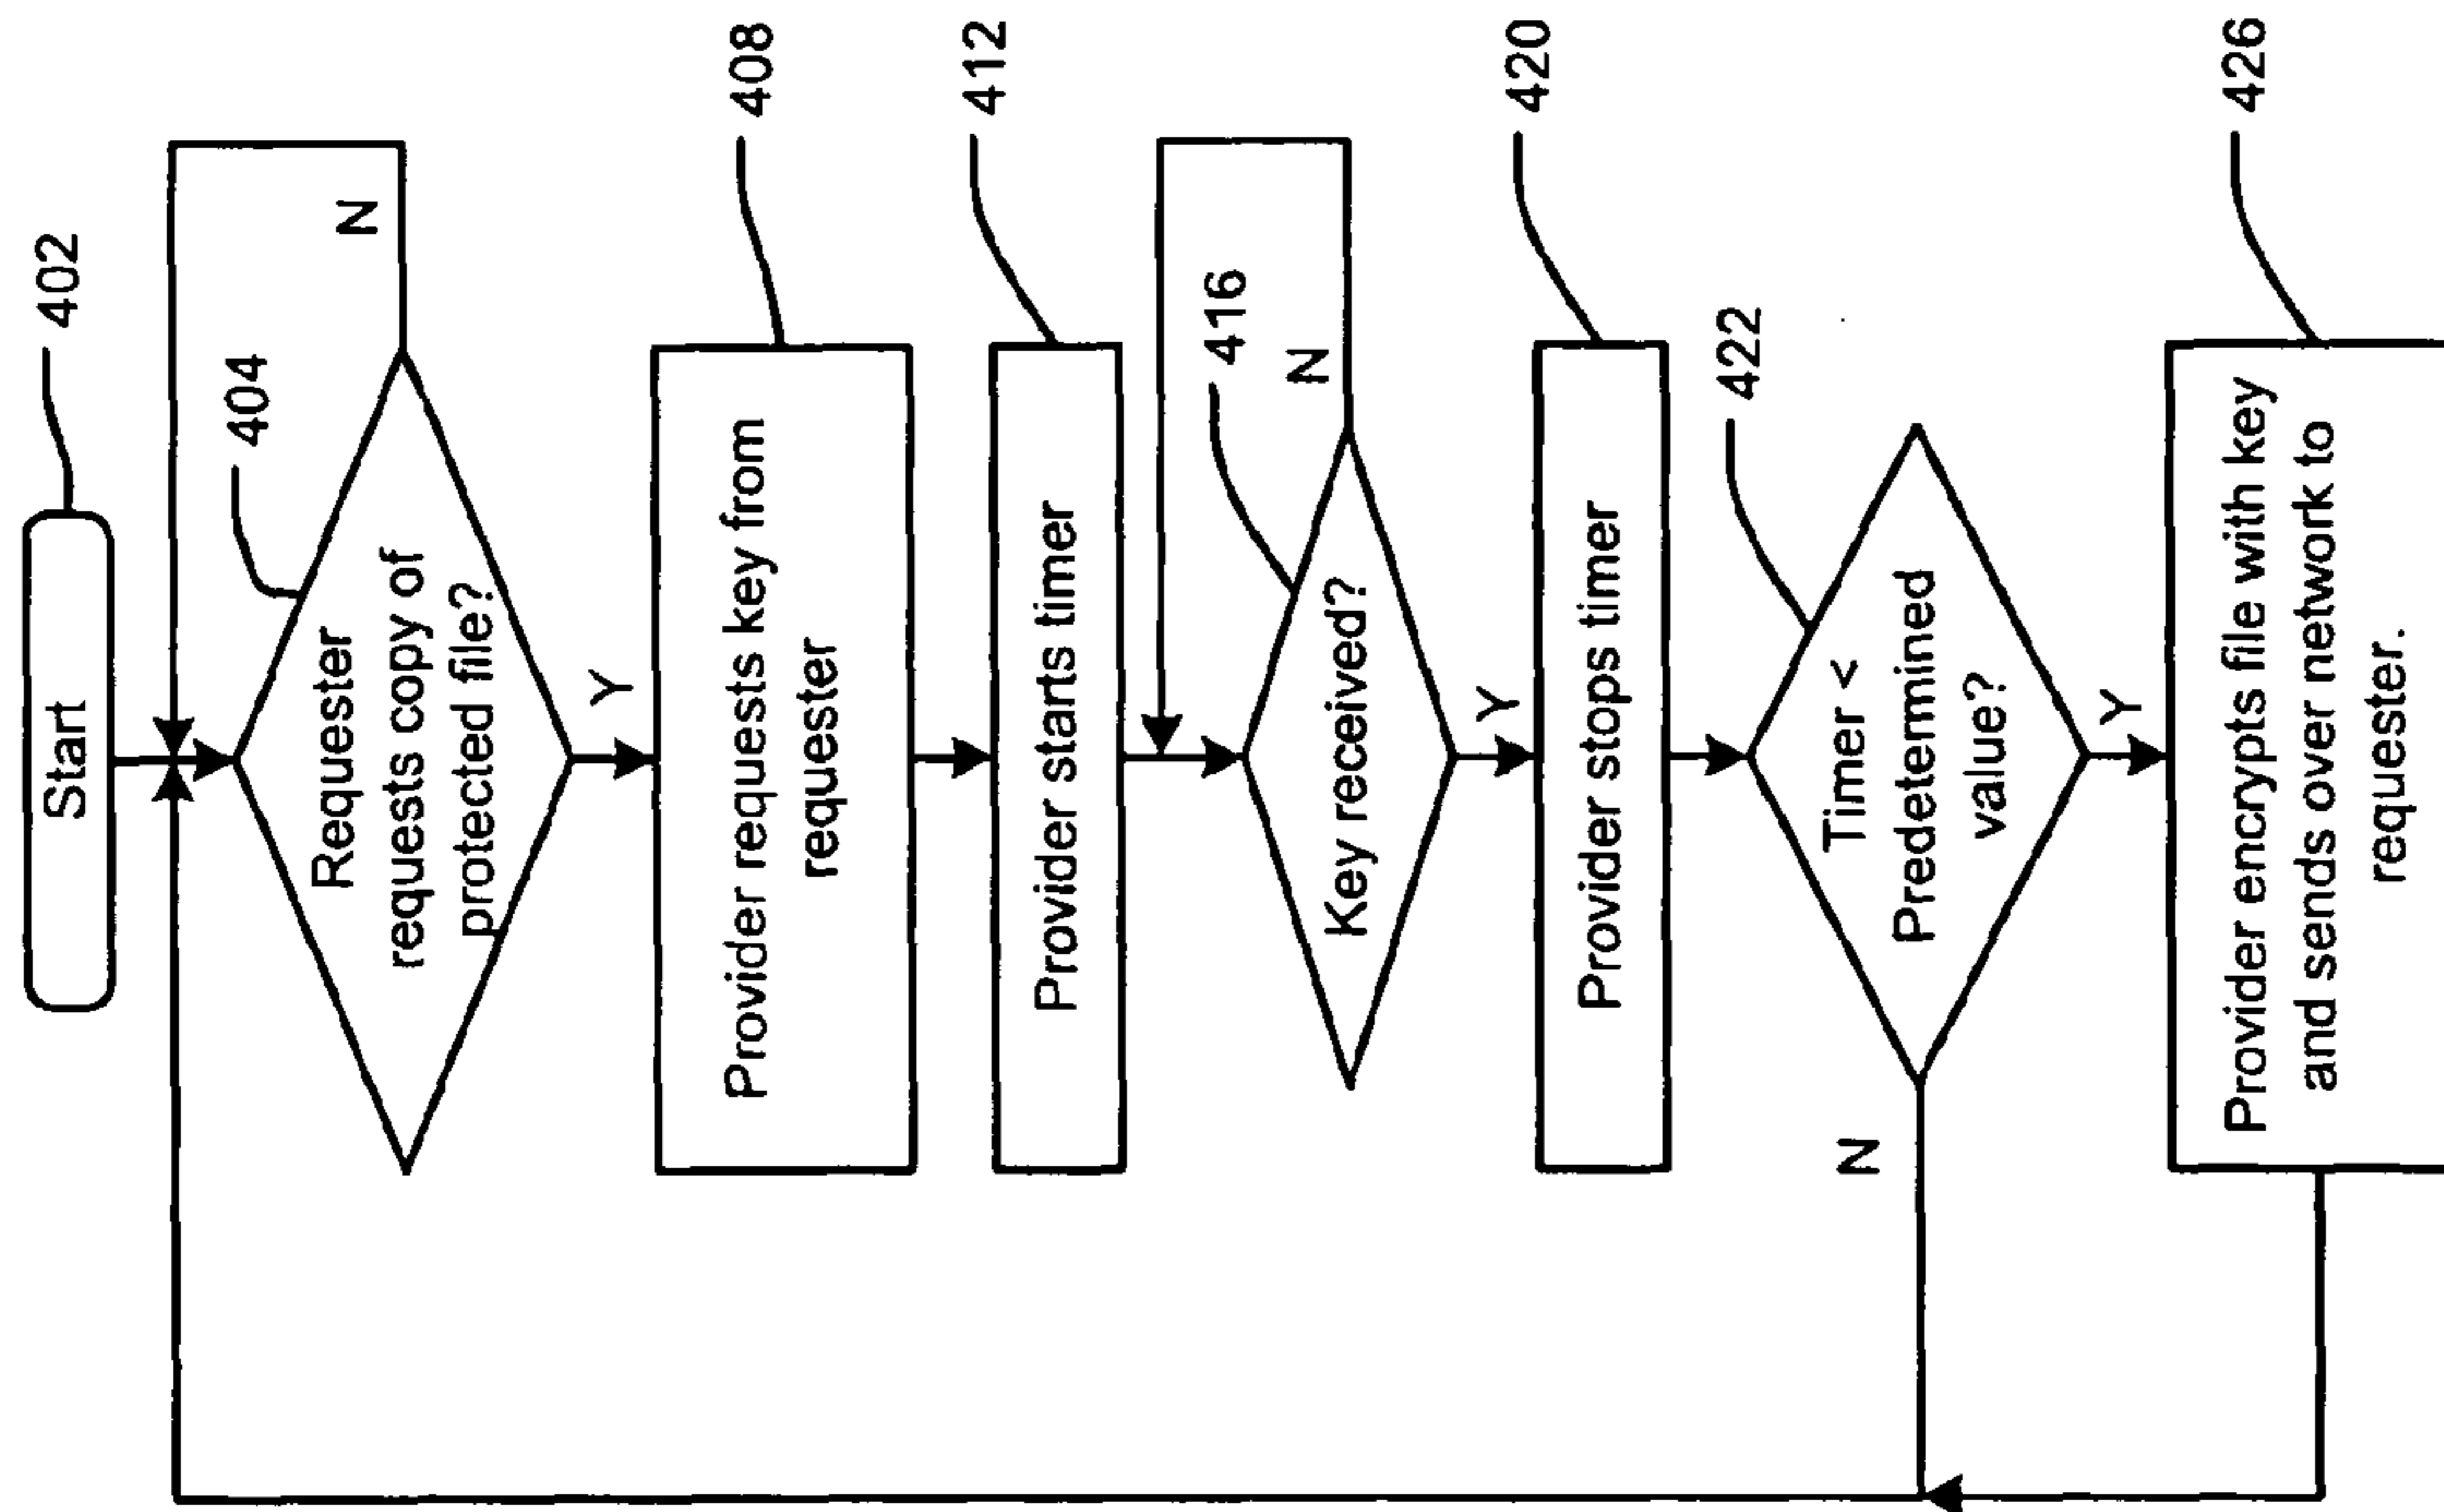 Start
402
404
Requester
requests copy of
protected file?
N
Y
Provider requests key from
requester
408
Provider starts timer
412
416
Key received?
N
Y
Provider stops timer
420
422
Timer <
Predetermined
value?
N
Y
Provider encrypts file with key
and sends over network to
requester.
426